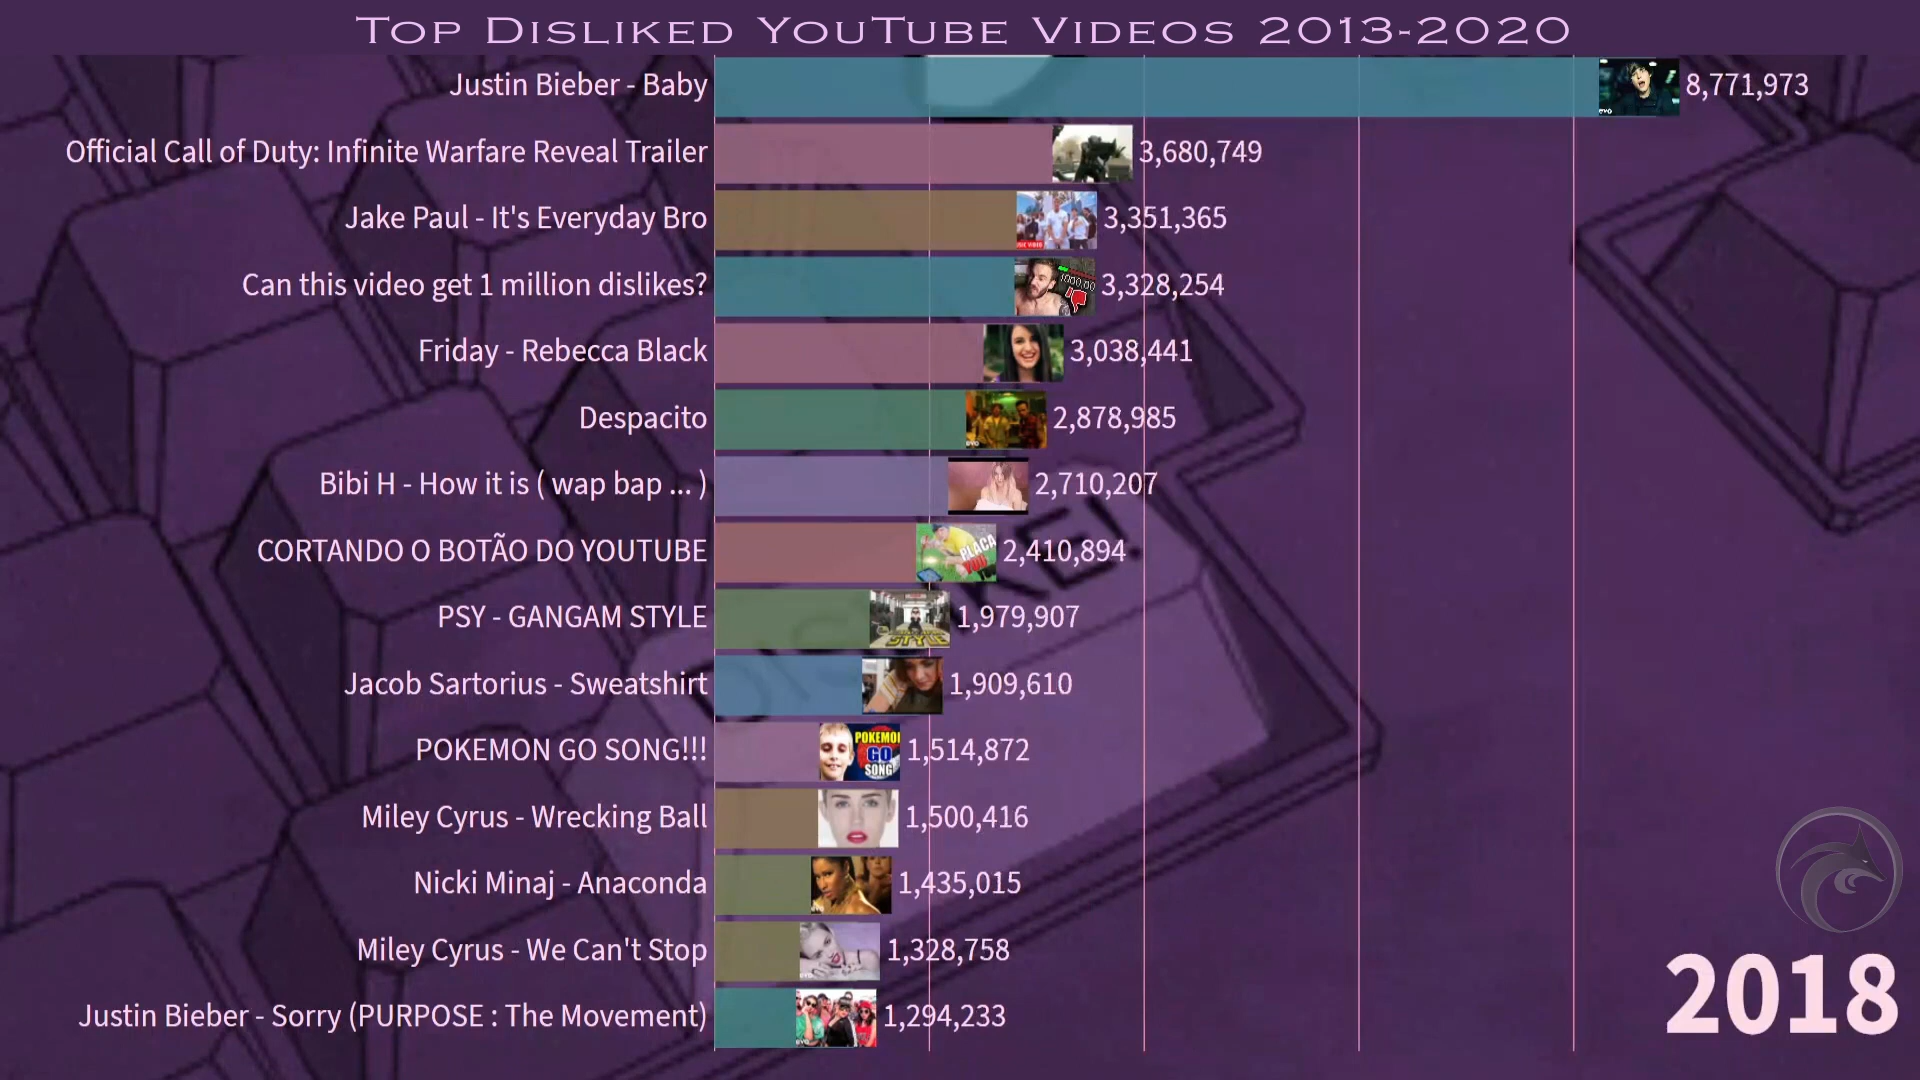 Top Disliked YouTube Videos 2013-2020
Justin Bieber - Baby 8,771,973
Official Call of Duty: Infinite Warfare Reveal Trailer 3,680,749
Jake Paul - It's Everyday Bro 3,351,365
Can this video get 1 million dislikes? 3,328,254
Friday - Rebecca Black 3,038,441
Despacito 2,878,985
Bibi H - How it is ( wap bap ... ) 2,710,207
CORTANDO O BOTÃO DO YOUTUBE PLACA YOU 2,410,894
PSY - GANGAM STYLE STYLE 1,979,907
Jacob Sartorius - Sweatshirt 1,909,610
POKEMON GO SONG!!! POKEMON GO SONG 1,514,872
Miley Cyrus - Wrecking Ball 1,500,416
Nicki Minaj - Anaconda 1,435,015
Miley Cyrus - We Can't Stop 1,328,758
Justin Bieber - Sorry (PURPOSE : The Movement) 1,294,233
2018